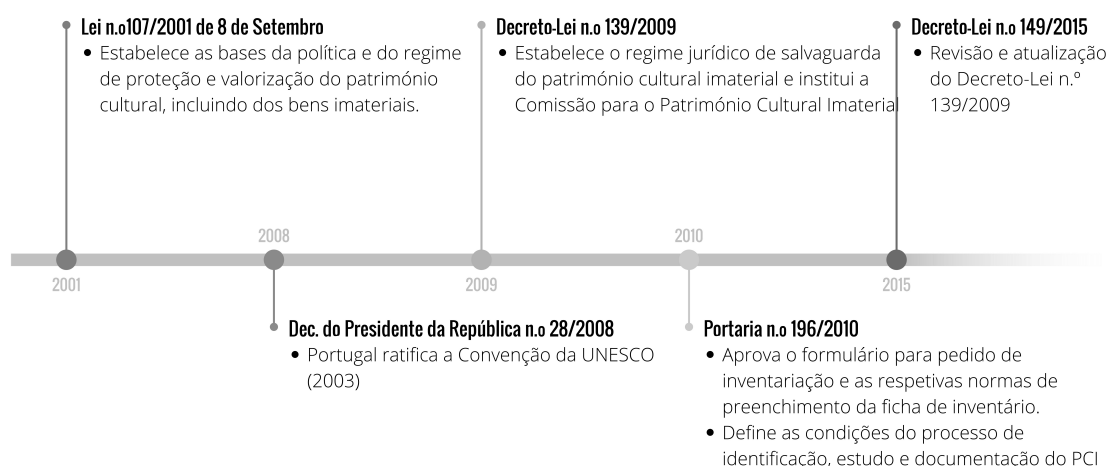 Lei n.o107/2001 de 8 de Setembro
• Estabelece as bases da política e do regime
de proteção e valorização do património
cultural, incluindo dos bens imateriais.
Decreto-Lei n.o 139/2009
• Estabelece o regime jurídico de salvaguarda
do património cultural imaterial e institui a
Comissão para o Património Cultural Imaterial
Decreto-Lei n.o 149/2015
• Revisão e atualização
do Decreto-Lei n.º
139/2009
2008
2010
2001
2009
2015
Dec. do Presidente da República n.o 28/2008
• Portugal ratifica a Convenção da UNESCO
(2003)
Portaria n.o 196/2010
• Aprova o formulário para pedido de
inventariação e as respetivas normas de
preenchimento da ficha de inventário.
• Define as condições do processo de
identificação, estudo e documentação do PCI